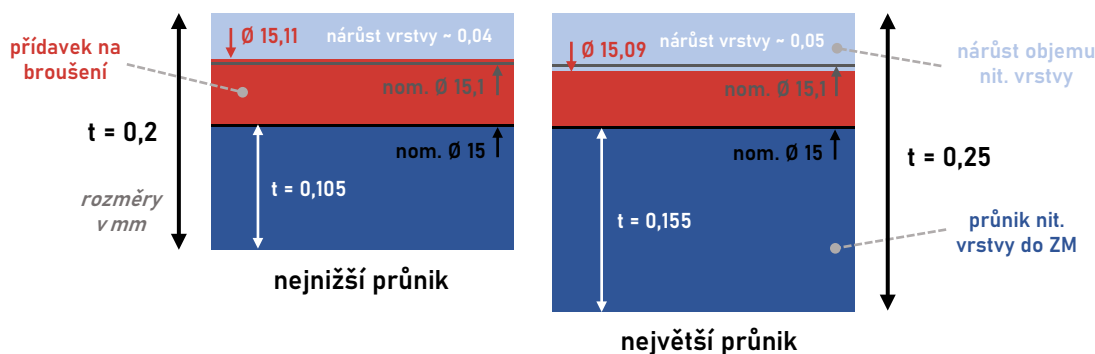 přídavek na
broušení
t = 0,2
rozměry
v mm
Ø 15,11
nárůst vrstvy ~ 0,04
nom. Ø 15,1
nom. Ø 15
t = 0,105
nejnižší průnik
Ø 15,09
nárůst vrstvy ~ 0,05
nom. Ø 15,1
nom. Ø 15
t = 0,155
největší průnik
nárůst objemu
nit. vrstvy
t = 0,25
průnik nit.
vrstvy do ZM